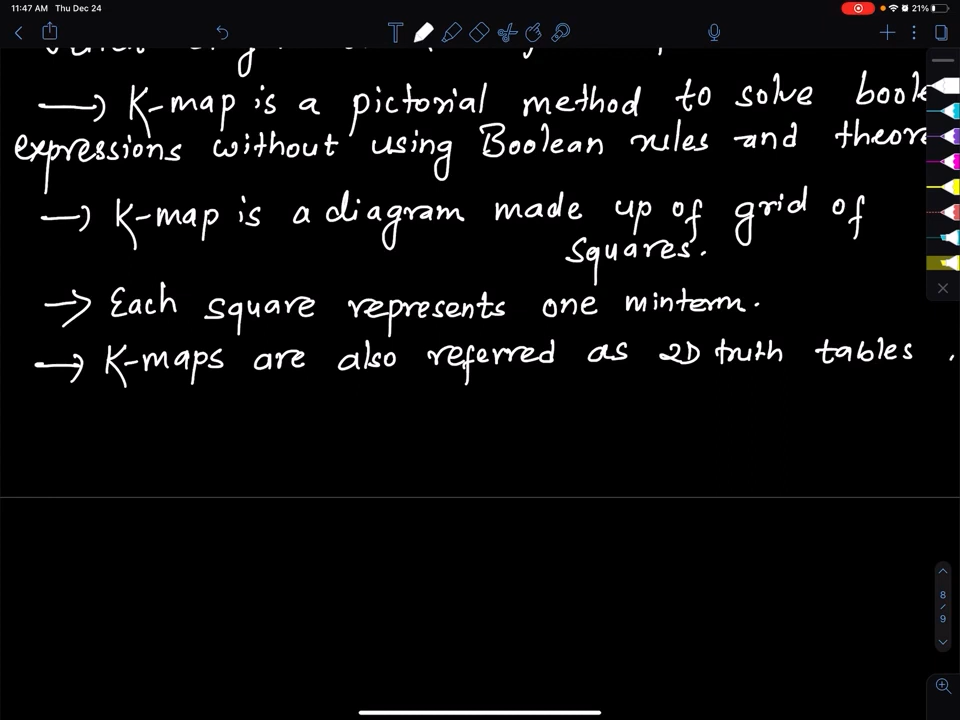 11:47 AM Thu Dec 24
21%
→ K-map is a pictorial method to solve
expressions without using Boolean rules and
→ K-map is a diagram made up of grid of
squares.
→ Each square represents one minterm.
→ K-maps are also referred as 2D truth tables.
8
/
9